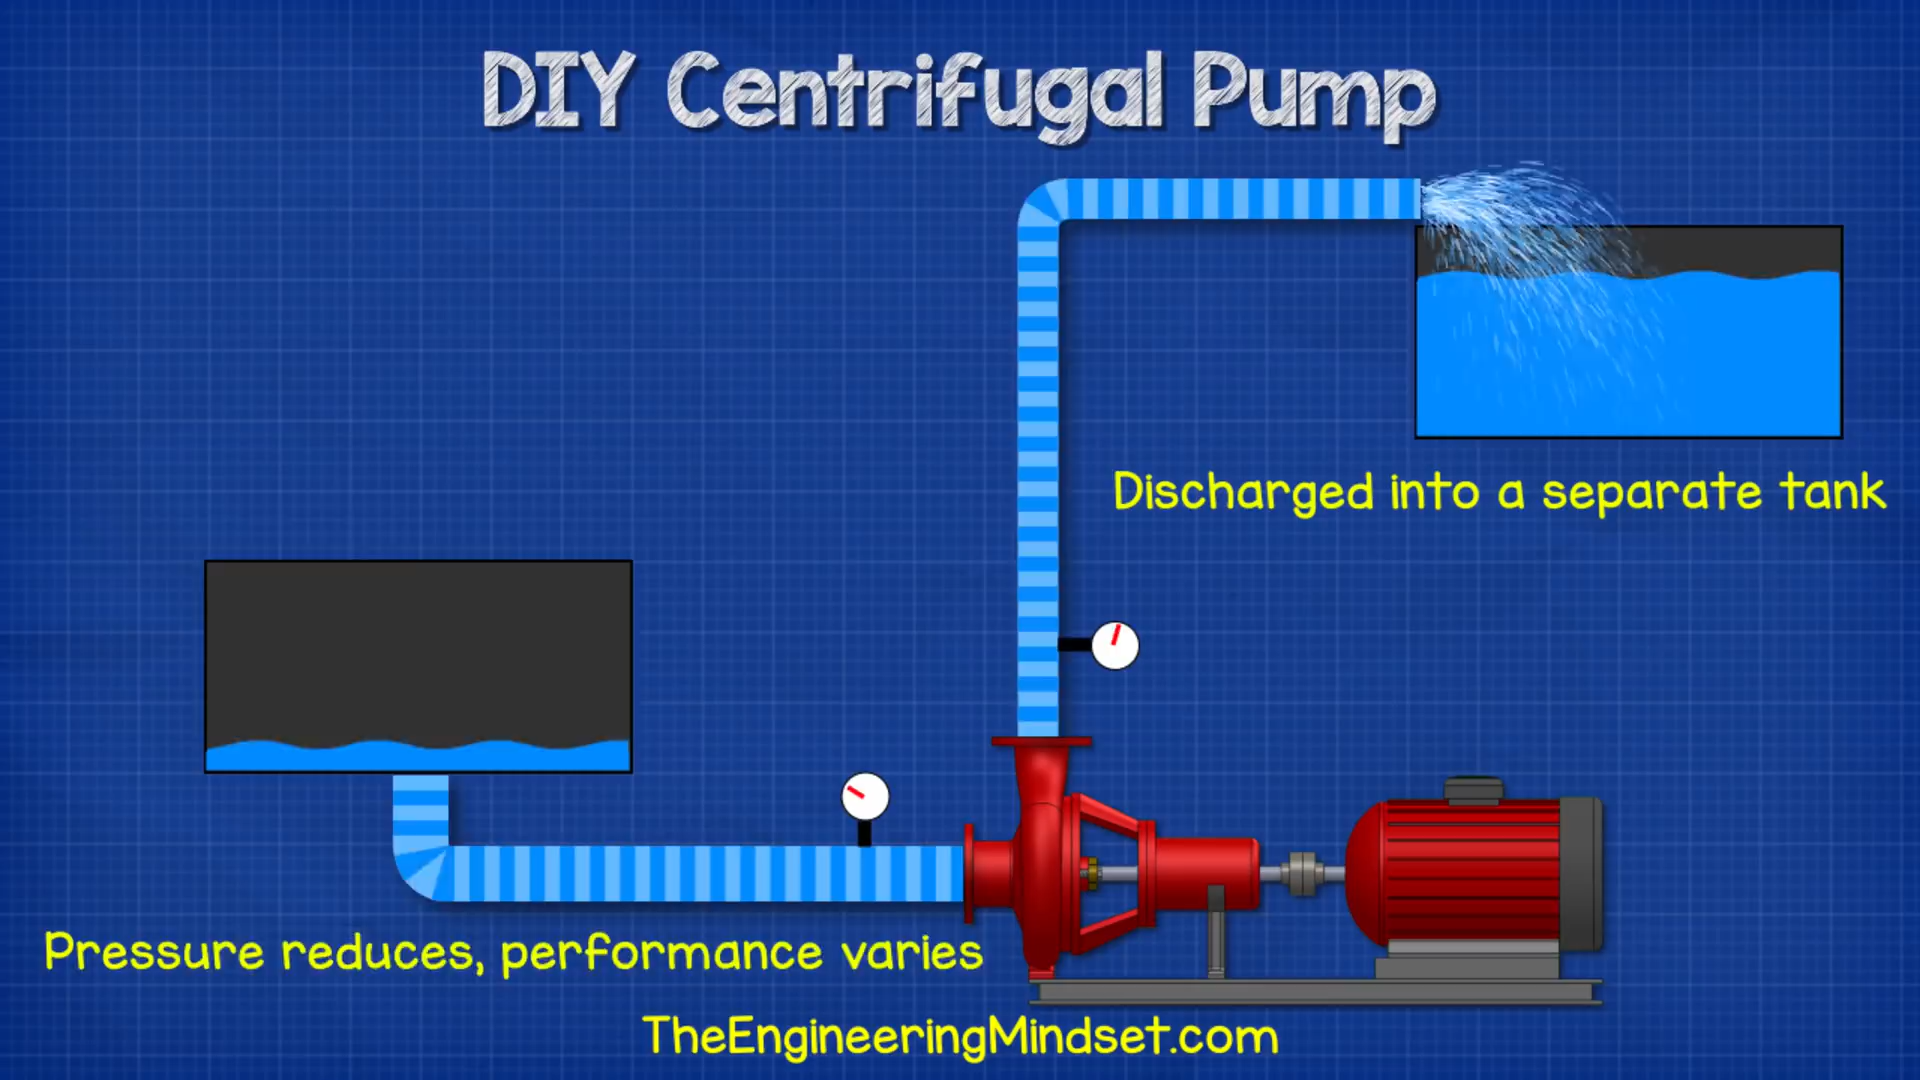 DIY Centrifugal Pump
Discharged into a separate tank
Pressure reduces, performance varies
TheEngineeringMindset.com